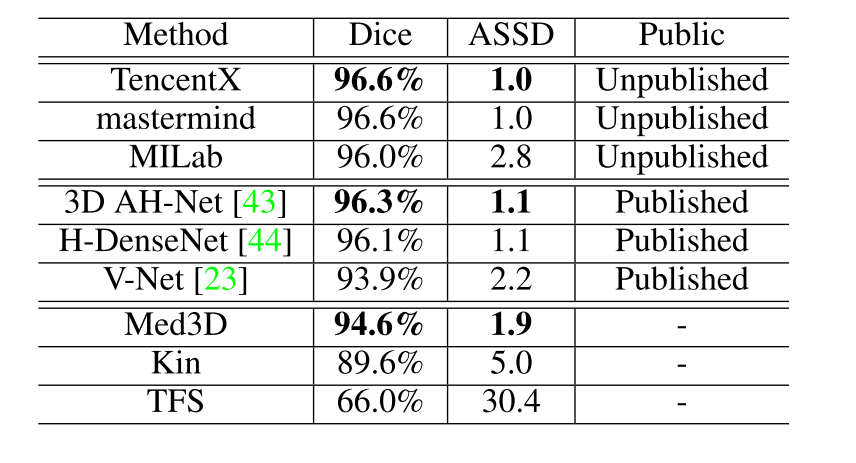 Method Dice ASSD Public
TencentX 96.6% 1.0 Unpublished
mastermind 96.6% 1.0 Unpublished
MILab 96.0% 2.8 Unpublished
3D AH-Net [43] 96.3% 1.1 Published
H-DenseNet [44] 96.1% 1.1 Published
V-Net [23] 93.9% 2.2 Published
Med3D 94.6% 1.9 -
Kin 89.6% 5.0 -
TFS 66.0% 30.4 -